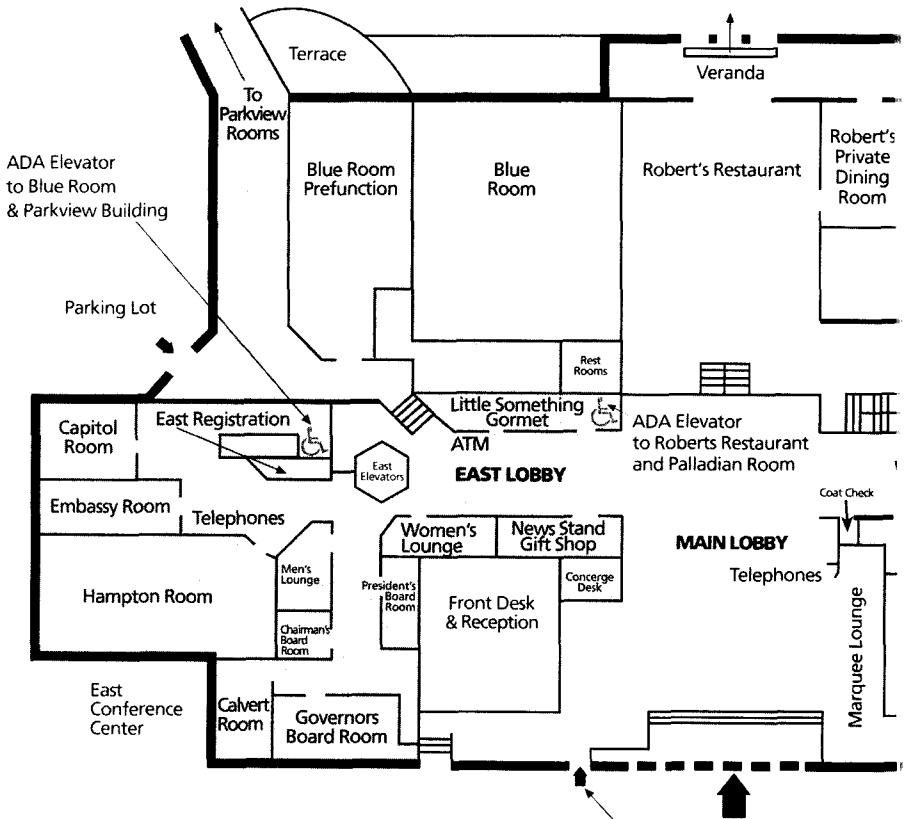 Terrace
Veranda
To
Parkview
Rooms
ADA Elevator
to Blue Room
& Parkview Building
Blue Room
Prefunction
Blue
Room
Robert's Restaurant
Robert's
Private
Dining
Room
Parking Lot
Rest
Rooms
Capitol
Room
East Registration
Little Something
Gormet
ATM
ADA Elevator
to Roberts Restaurant
and Palladian Room
East
Elevators
EAST LOBBY
Embassy Room
Telephones
Coat Check
Women's
Lounge
News Stand
Gift Shop
MAIN LOBBY
Telephones
Men's
Lounge
President's
Board
Room
Concerge
Desk
Hampton Room
Front Desk
& Reception
Chairman's
Board
Room
Marquee Lounge
East
Conference
Center
Calvert
Room
Governors
Board Room